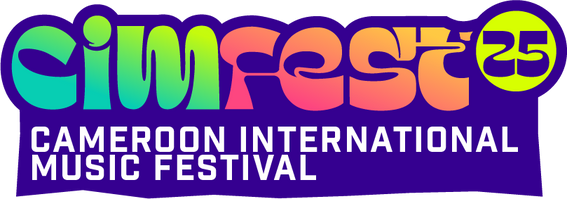 cimfest 25
CAMEROON INTERNATIONAL
MUSIC FESTIVAL